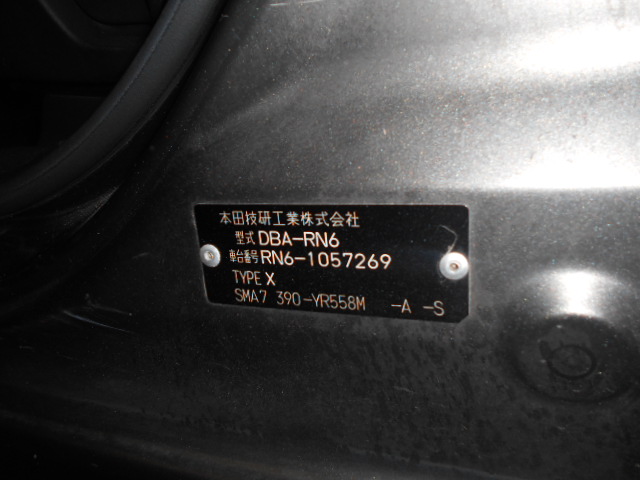 本田技研工業株式会社
型式 DBA-RN6
車台番号 RN6-1057269
TYPE X
SMA7 390-YR558M -A -S